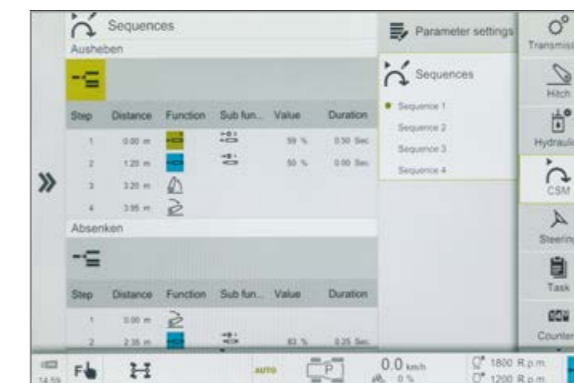 Sequences
Ausheben
Step Distance Function Sub fun... Value Duration
1 0.00 m 59 % 0.50 Sec.
2 1.20 m 50 % 0.00 Sec.
3 3.20 m
4 3.95 m
Absenken
Step Distance Function Sub fun... Value Duration
1 0.00 m
2 2.35 m 83 % 0.25 Sec.
Parameter settings
Sequences
Sequence 1
Sequence 2
Sequence 3
Sequence 4
Transmiss
Hitch
Hydraulic
CSM
Steering
Task
Counter
14:59
F
AUTO
P
0.0 km/h
0 %
1800 R.p.m.
1200 R.p.m.